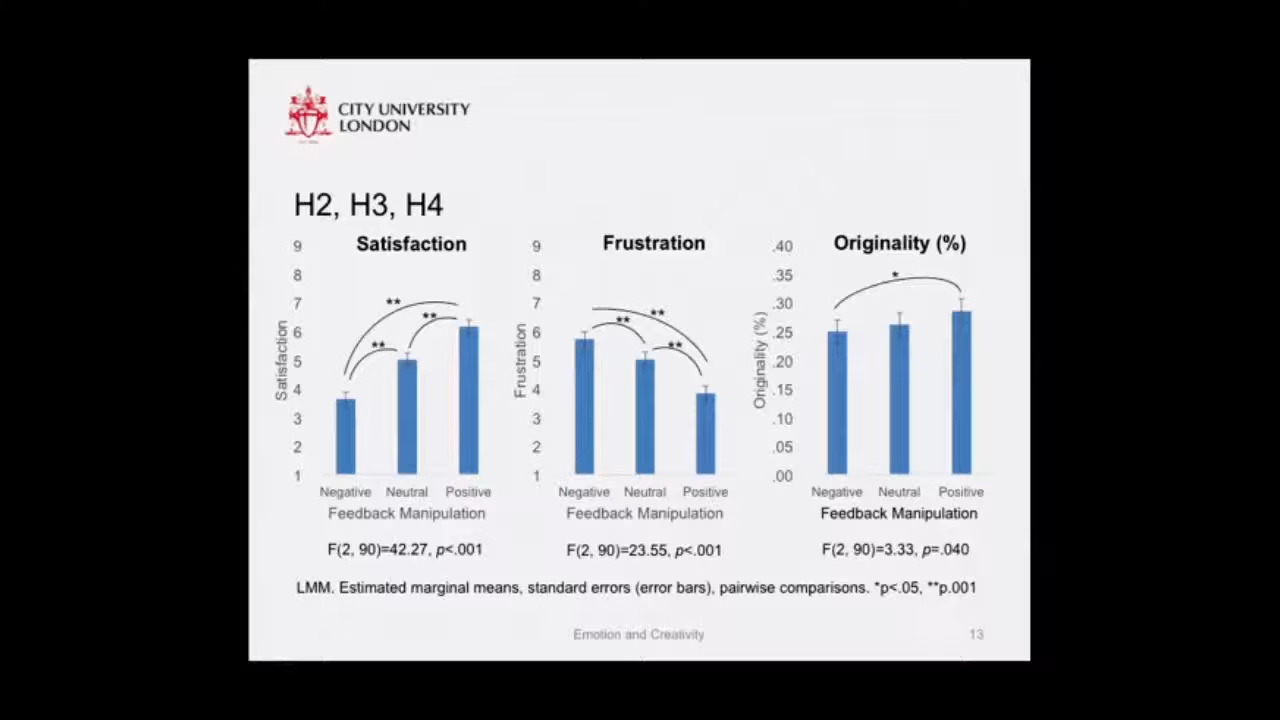 CITY UNIVERSITY
LONDON
H2, H3, H4
Satisfaction
9
8
7
6
5
4
3
2
1
Satisfaction
**
**
**
Negative Neutral Positive
Feedback Manipulation
F(2, 90)=42.27, p<.001
Frustration
9
8
7
6
5
4
3
2
1
Frustration
**
**
**
Negative Neutral Positive
Feedback Manipulation
F(2, 90)=23.55, p<.001
Originality (%)
.40
.35
.30
.25
.20
.15
.10
.05
.00
Originality (%)
*
Negative Neutral Positive
Feedback Manipulation
F(2, 90)=3.33, p=.040
LMM. Estimated marginal means, standard errors (error bars), pairwise comparisons. *p<.05, **p.001
Emotion and Creativity
13